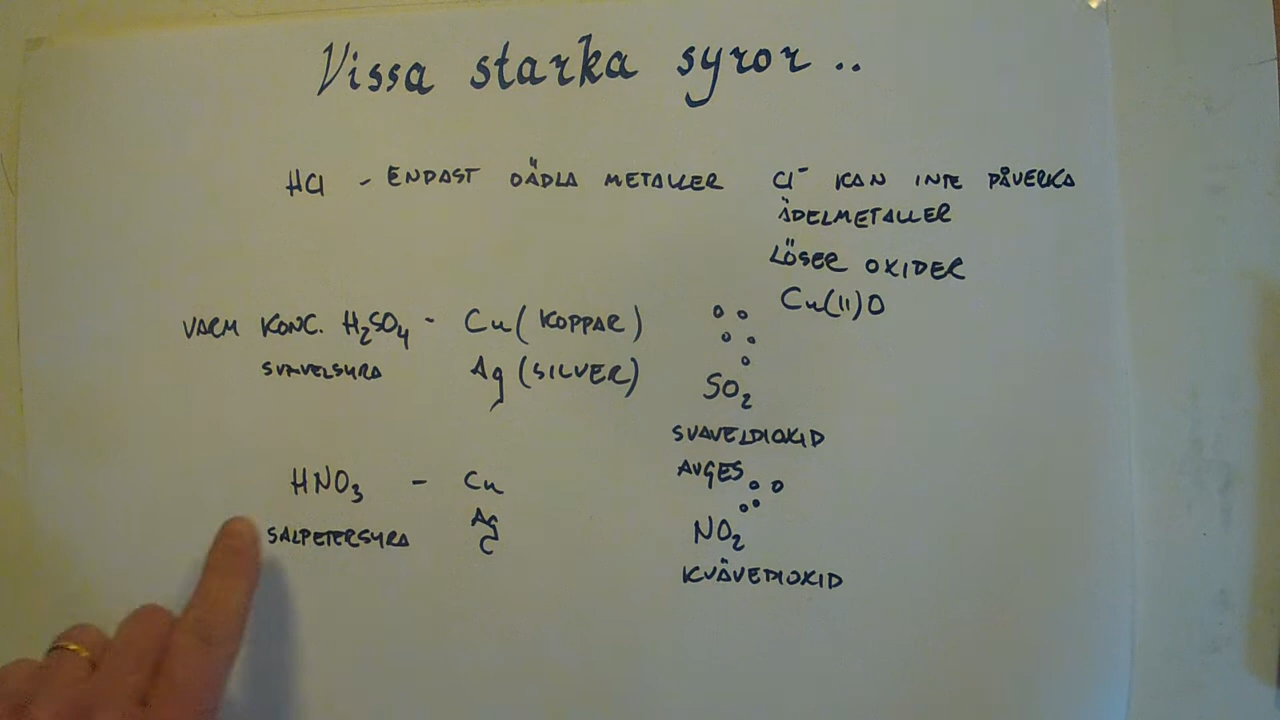 Vissa starka syror..
HCl - ENDAST OÄDLA METALLER Cl⁻ KAN INTE PÅVERKA
ÄDELMETALLER
LÖSER OXIDER
Cu(II)O
VARM KONC. H₂SO₄ - Cu (KOPPAR)
SVAVELSYRA Ag (SILVER)
SO₂
SVAVELDIOXID
AVGES
HNO₃ - Cu
Ag
SALPETERSYRA C
NO₂
KVÄVEDIOXID